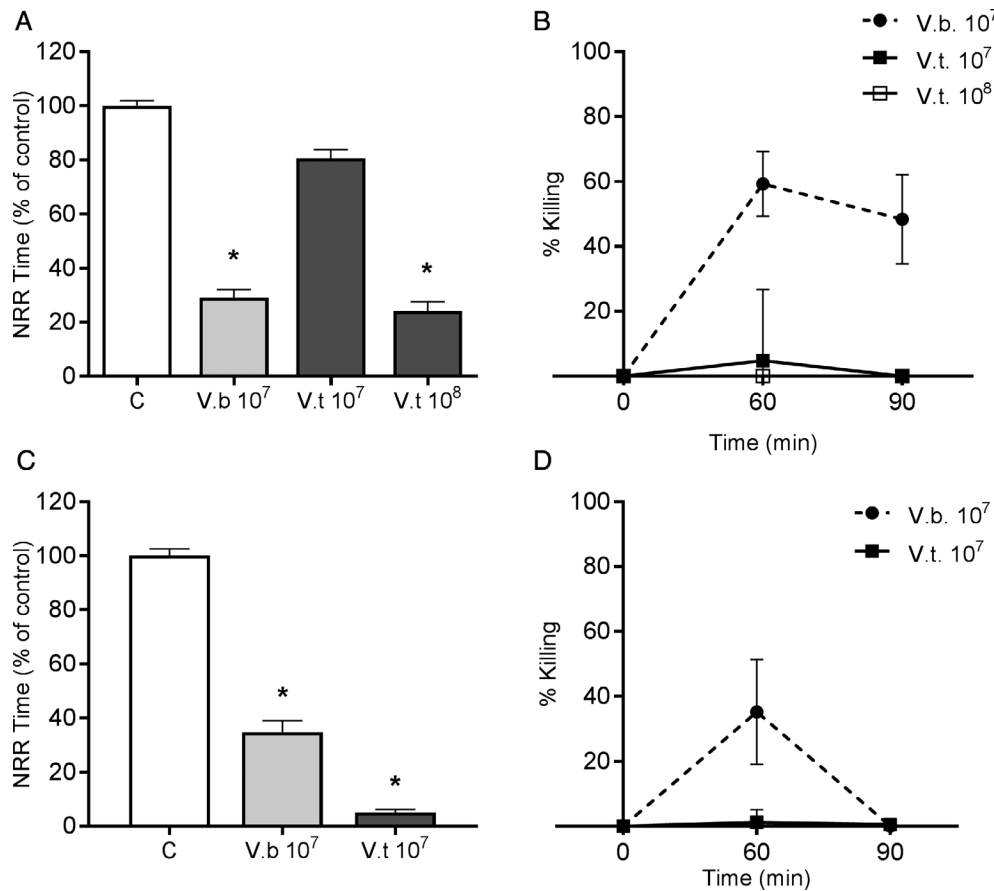 A
NRR Time (% of control)
120
100
80
60
40
20
0
*
*
C V.b 10⁷ V.t 10⁷ V.t 10⁸
B
V.b. 10⁷
V.t. 10⁷
V.t. 10⁸
% Killing
100
80
60
40
20
0 60 90
Time (min)
C
NRR Time (% of control)
120
100
80
60
40
20
0
*
*
C V.b 10⁷ V.t 10⁷
D
V.b. 10⁷
V.t. 10⁷
% Killing
100
80
60
40
20
0 60 90
Time (min)